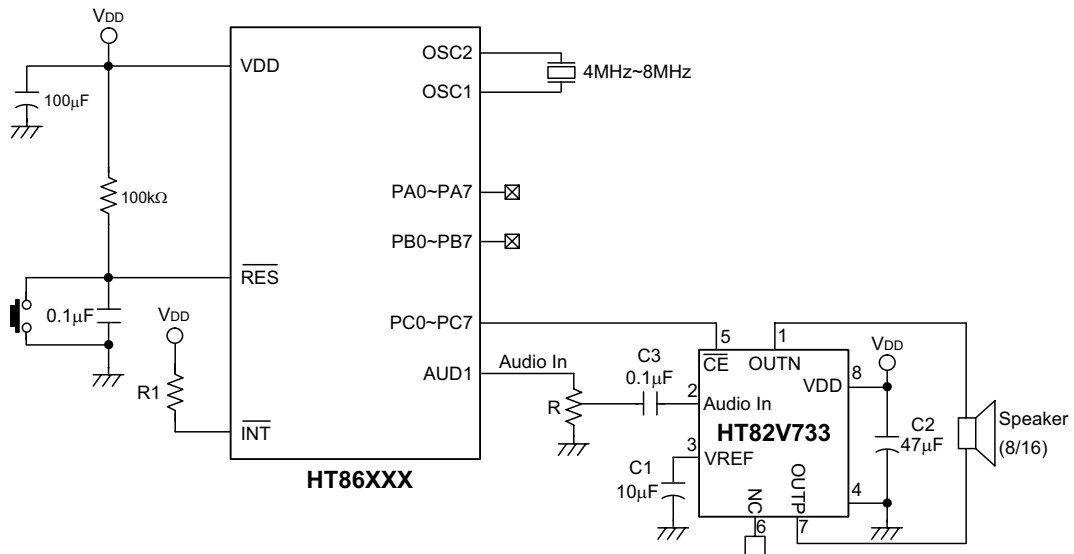 VDD
VDD
OSC2
4MHz~8MHz
OSC1
100μF
100kΩ
PA0~PA7
PB0~PB7
RES
0.1μF
VDD
PC0~PC7
R1
INT
AUD1
Audio In
HT86XXX
R
C3
0.1μF
5
1
CE
OUTN
VDD
VDD
8
2
Audio In
HT82V733
3
VREF
C1
10μF
C2
47μF
Speaker
(8/16)
NC
OUTP
4
6
7